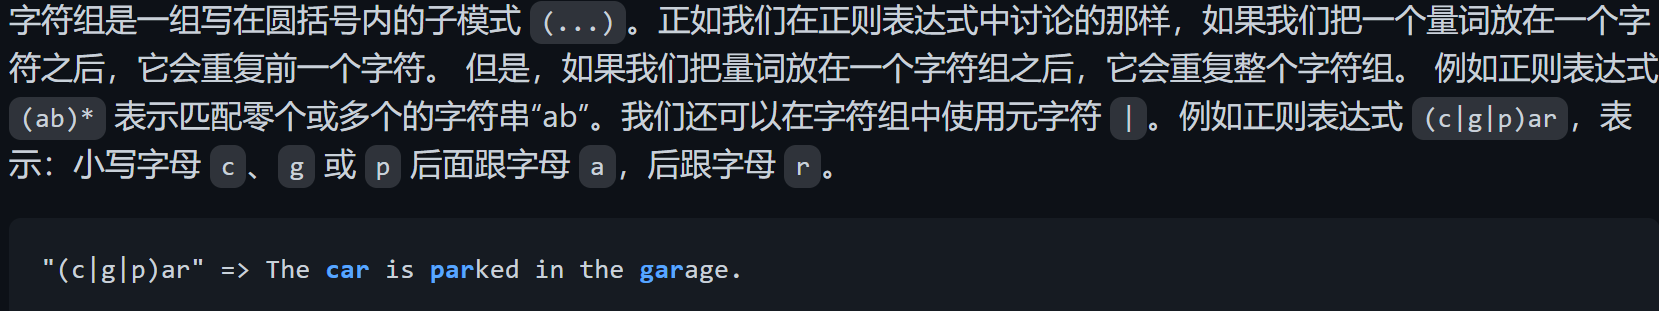 字符组是一组写在圆括号内的子模式 (...)。正如我们在正则表达式中讨论的那样，如果我们把一个量词放在一个字
符之后，它会重复前一个字符。 但是，如果我们把量词放在一个字符组之后，它会重复整个字符组。 例如正则表达式
(ab)* 表示匹配零个或多个的字符串“ab”。我们还可以在字符组中使用元字符 |。例如正则表达式 (c|g|p)ar，表
示：小写字母 c、g 或 p 后面跟字母 a，后跟字母 r。
"(c|g|p)ar" => The car is parked in the garage.